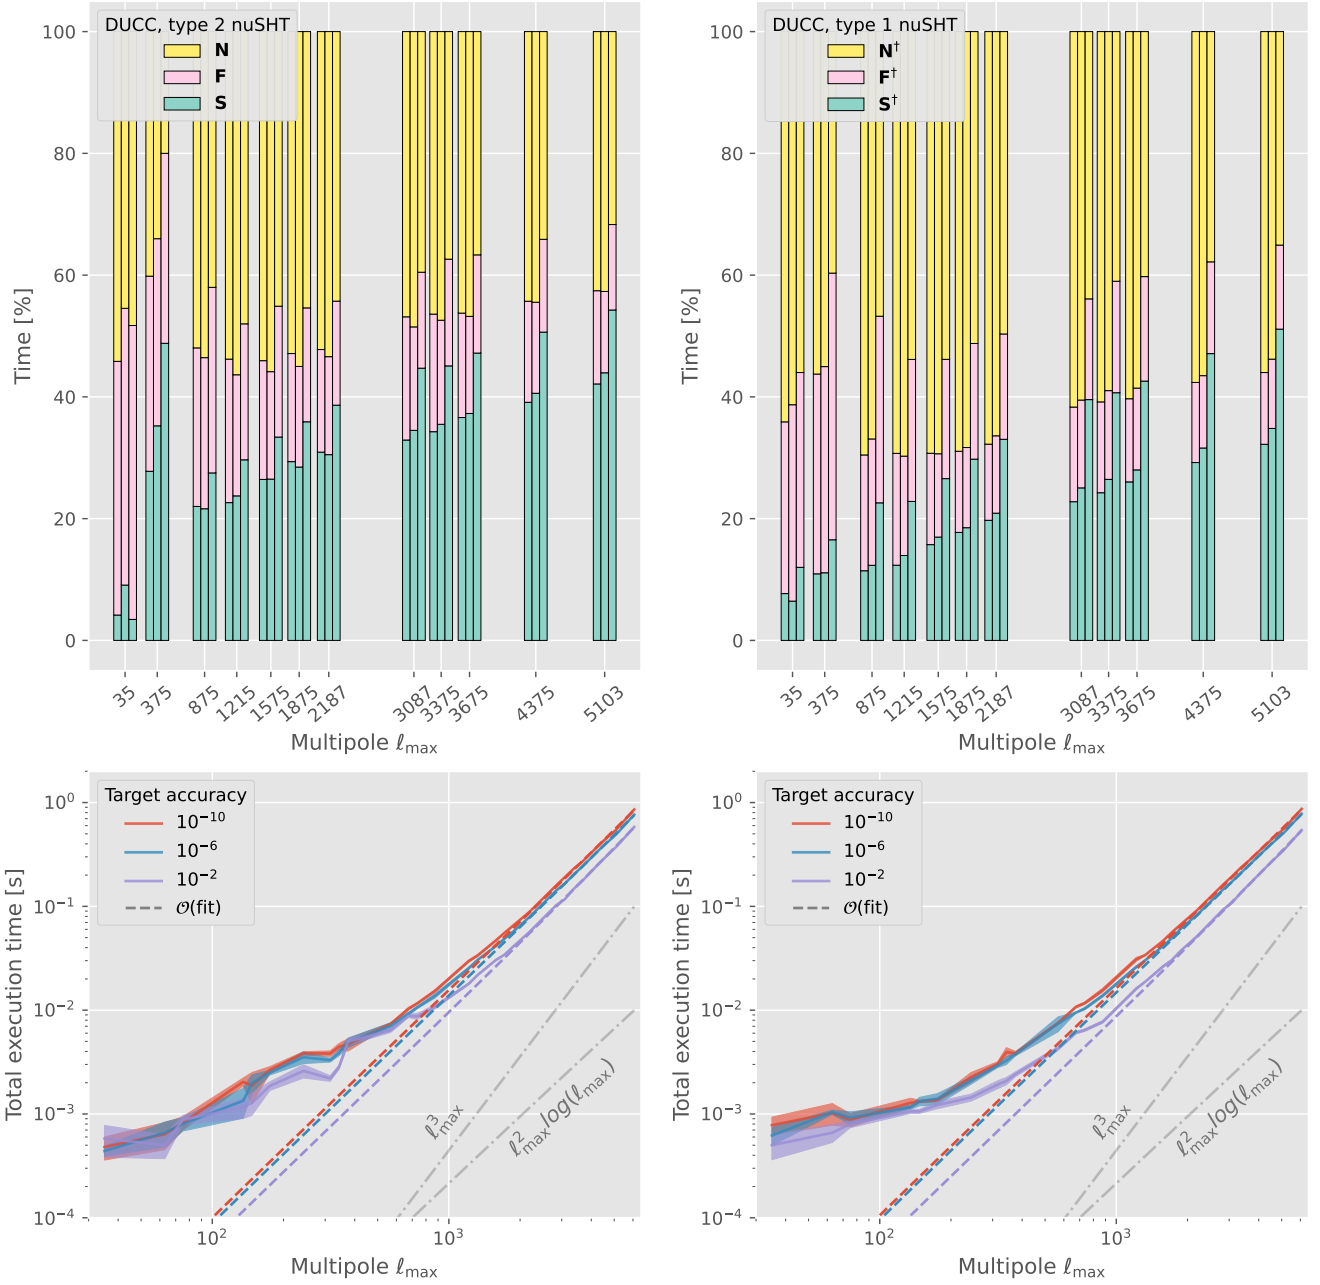 DUCC, type 2 nuSHT
N
F
S
100
80
60
40
20
0
Time [%]
35
375
875
1215
1575
1875
2187
3087
3375
3675
4375
5103
Multipole ℓmax
DUCC, type 1 nuSHT
N†
F†
S†
100
80
60
40
20
0
Time [%]
35
375
875
1215
1575
1875
2187
3087
3375
3675
4375
5103
Multipole ℓmax
Target accuracy
10⁻¹⁰
10⁻⁶
10⁻²
𝒪(fit)
10⁰
10⁻¹
10⁻²
10⁻³
10⁻⁴
Total execution time [s]
ℓ³max
ℓ²max log(ℓmax)
10²
10³
Multipole ℓmax
Target accuracy
10⁻¹⁰
10⁻⁶
10⁻²
𝒪(fit)
10⁰
10⁻¹
10⁻²
10⁻³
10⁻⁴
Total execution time [s]
ℓ³max
ℓ²max log(ℓmax)
10²
10³
Multipole ℓmax